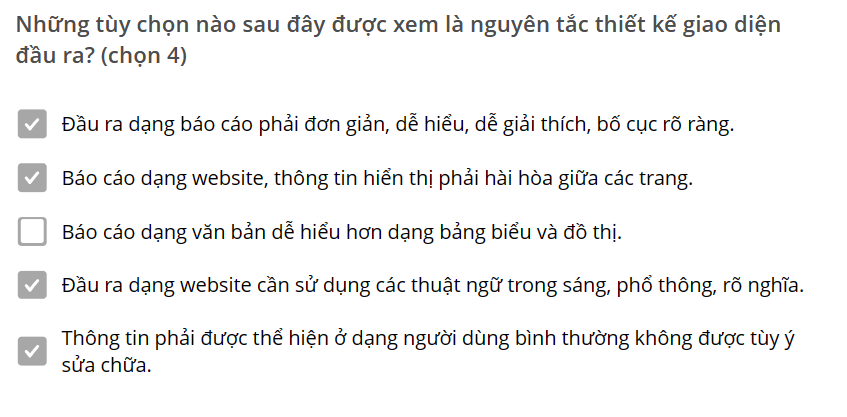 Những tùy chọn nào sau đây được xem là nguyên tắc thiết kế giao diện
đầu ra? (chọn 4)
Đầu ra dạng báo cáo phải đơn giản, dễ hiểu, dễ giải thích, bố cục rõ ràng.
Báo cáo dạng website, thông tin hiển thị phải hài hòa giữa các trang.
Báo cáo dạng văn bản dễ hiểu hơn dạng bảng biểu và đồ thị.
Đầu ra dạng website cần sử dụng các thuật ngữ trong sáng, phổ thông, rõ nghĩa.
Thông tin phải được thể hiện ở dạng người dùng bình thường không được tùy ý
sửa chữa.